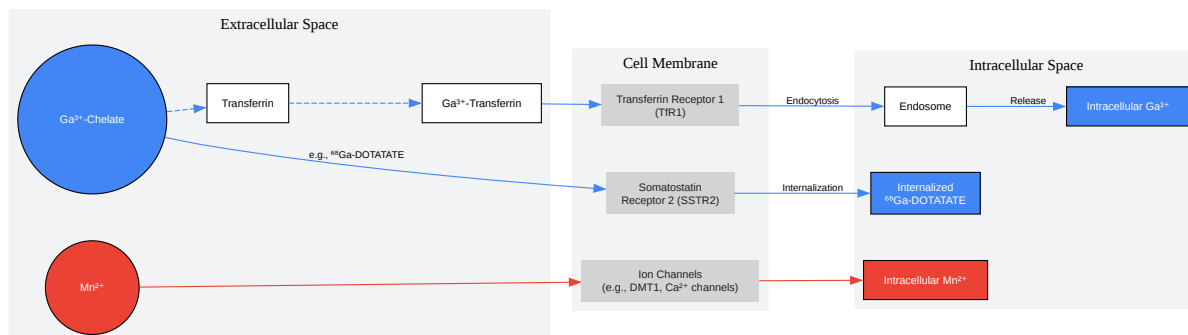 Extracellular Space
Cell Membrane
Intracellular Space
Ga³⁺-Chelate
Transferrin
Ga³⁺-Transferrin
Transferrin Receptor 1
(TfR1)
Endocytosis
Endosome
Release
Intracellular Ga³⁺
e.g., ⁶⁸Ga-DOTATATE
Somatostatin
Receptor 2 (SSTR2)
Internalization
Internalized
⁶⁸Ga-DOTATATE
Mn²⁺
Ion Channels
(e.g., DMT1, Ca²⁺ channels)
Intracellular Mn²⁺